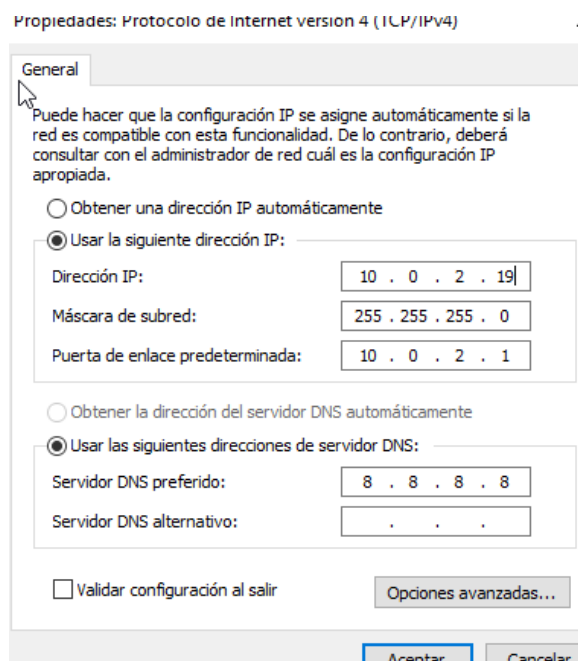 Propiedades: Protocolo de Internet versión 4 (TCP/IPv4)
General
Puede hacer que la configuración IP se asigne automáticamente si la
red es compatible con esta funcionalidad. De lo contrario, deberá
consultar con el administrador de red cuál es la configuración IP
apropiada.
Obtener una dirección IP automáticamente
Usar la siguiente dirección IP:
Dirección IP: 10 . 0 . 2 . 19
Máscara de subred: 255 . 255 . 255 . 0
Puerta de enlace predeterminada: 10 . 0 . 2 . 1
Obtener la dirección del servidor DNS automáticamente
Usar las siguientes direcciones de servidor DNS:
Servidor DNS preferido: 8 . 8 . 8 . 8
Servidor DNS alternativo: . . .
Validar configuración al salir Opciones avanzadas...
Aceptar Cancelar